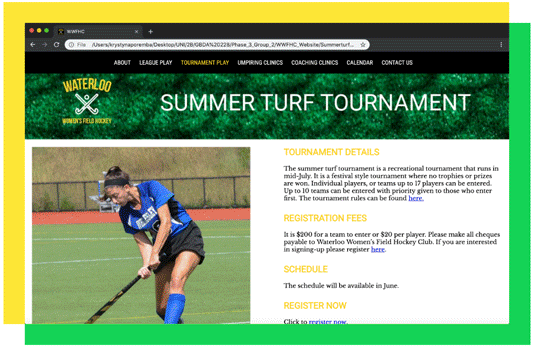 WWFHC
File /Users/krystynaporemba/Desktop/UNI/2B/GBDA%20228/Phase_3_Group_2/WWFHC_Website/Summerturf...
ABOUT LEAGUE PLAY TOURNAMENT PLAY UMPIRING CLINICS COACHING CLINICS CALENDAR CONTACT US
WATERLOO
WOMEN'S FIELD HOCKEY
SUMMER TURF TOURNAMENT
TOURNAMENT DETAILS
The summer turf tournament is a recreational tournament that runs in
mid-July. It is a festival style tournament where no trophies or prizes
are won. Individual players, or teams up to 17 players can be entered.
Up to 10 teams can be entered with priority given to those who enter
first. The tournament rules can be found here.
REGISTRATION FEES
It is $200 for a team to enter or $20 per player. Please make all cheques
payable to Waterloo Women's Field Hockey Club. If you are interested
in signing-up please register here.
SCHEDULE
The schedule will be available in June.
REGISTER NOW
Click to register now.